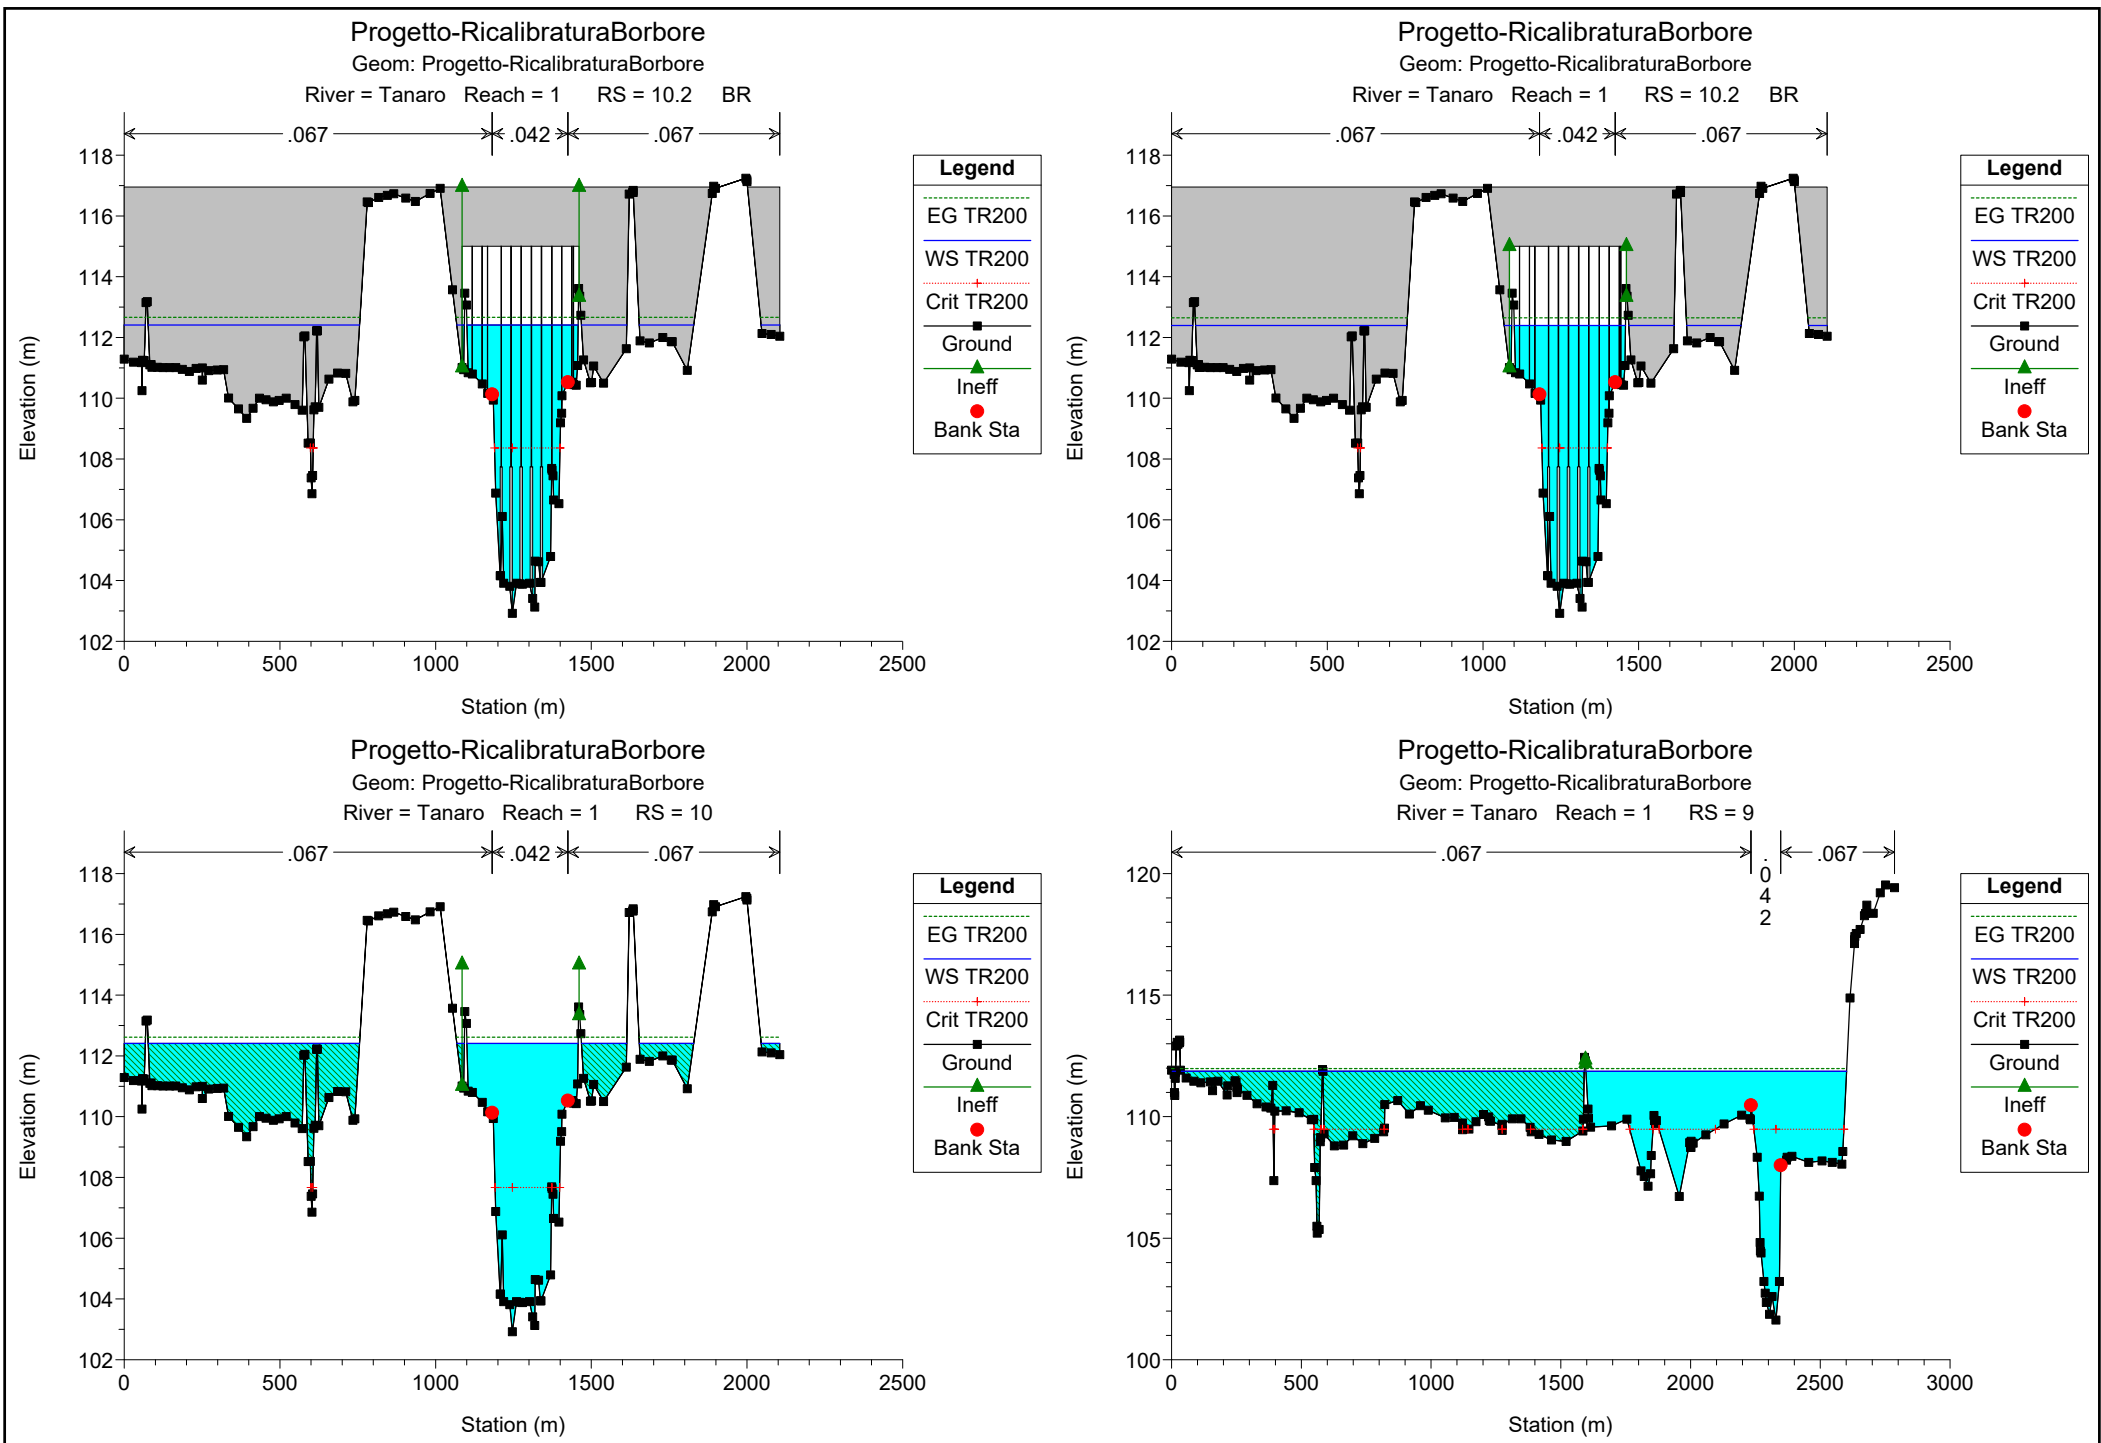 Progetto-RicalibraturaBorbore
Geom: Progetto-RicalibraturaBorbore
River = Tanaro Reach = 1 RS = 10.2 BR
.067 .042 .067
118
116
114
112
110
108
106
104
102
0 500 1000 1500 2000 2500
Elevation (m)
Station (m)
Legend
EG TR200
WS TR200
Crit TR200
Ground
Ineff
Bank Sta
Progetto-RicalibraturaBorbore
Geom: Progetto-RicalibraturaBorbore
River = Tanaro Reach = 1 RS = 10.2 BR
.067 .042 .067
118
116
114
112
110
108
106
104
102
0 500 1000 1500 2000 2500
Elevation (m)
Station (m)
Legend
EG TR200
WS TR200
Crit TR200
Ground
Ineff
Bank Sta
Progetto-RicalibraturaBorbore
Geom: Progetto-RicalibraturaBorbore
River = Tanaro Reach = 1 RS = 10
.067 .042 .067
118
116
114
112
110
108
106
104
102
0 500 1000 1500 2000 2500
Elevation (m)
Station (m)
Legend
EG TR200
WS TR200
Crit TR200
Ground
Ineff
Bank Sta
Progetto-RicalibraturaBorbore
Geom: Progetto-RicalibraturaBorbore
River = Tanaro Reach = 1 RS = 9
.067 .042 .067
120
115
110
105
100
0 500 1000 1500 2000 2500 3000
Elevation (m)
Station (m)
Legend
EG TR200
WS TR200
Crit TR200
Ground
Ineff
Bank Sta